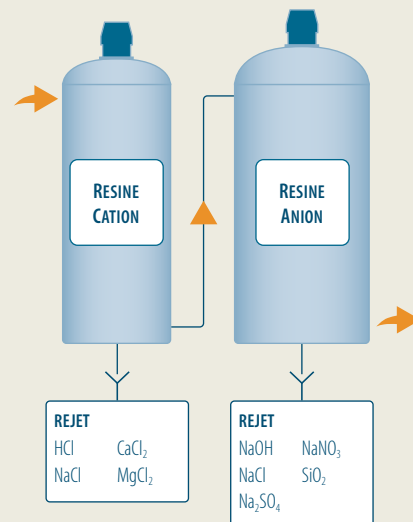 RESINE
CATION
RESINE
ANION
REJET
HCl CaCl₂
NaCl MgCl₂
REJET
NaOH NaNO₃
NaCl SiO₂
Na₂SO₄